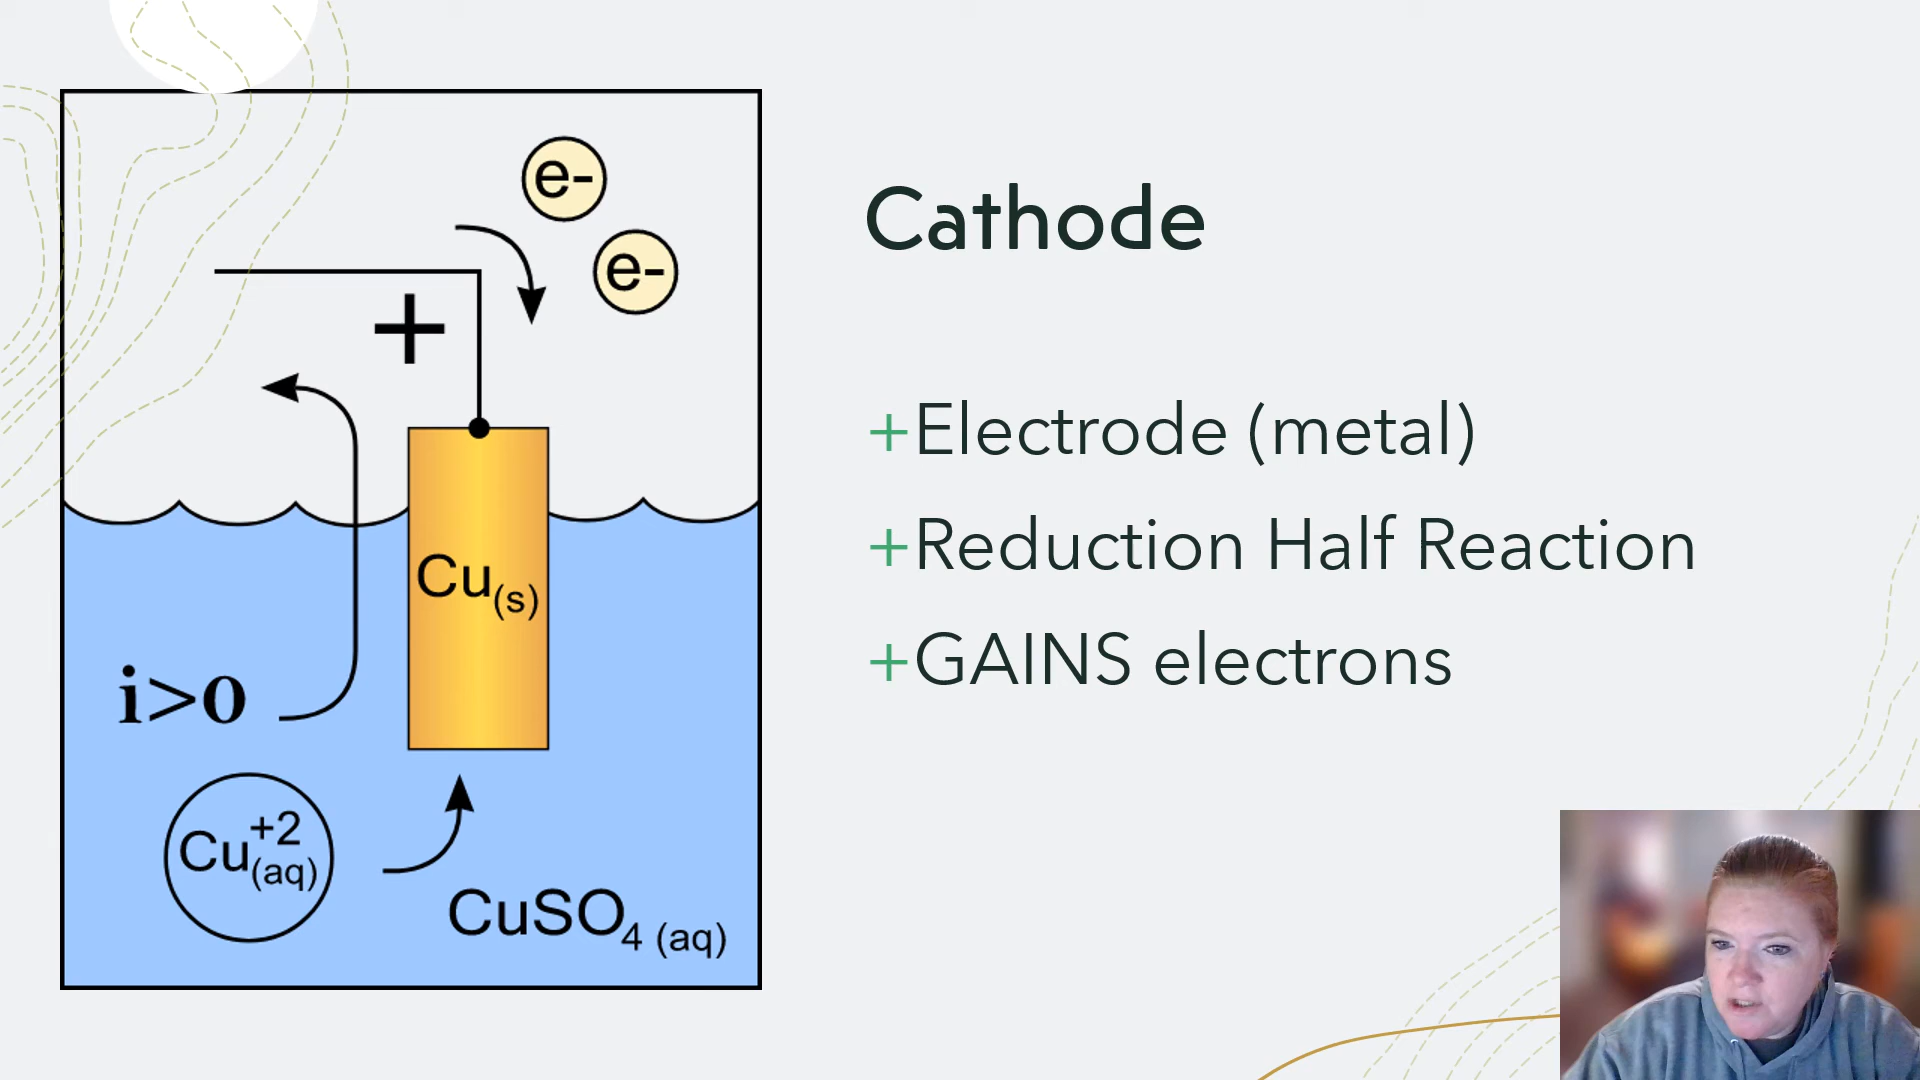 e-
e-
+
Cu(s)
i>0
Cu+2(aq)
CuSO4 (aq)
Cathode
+Electrode (metal)
+Reduction Half Reaction
+GAINS electrons